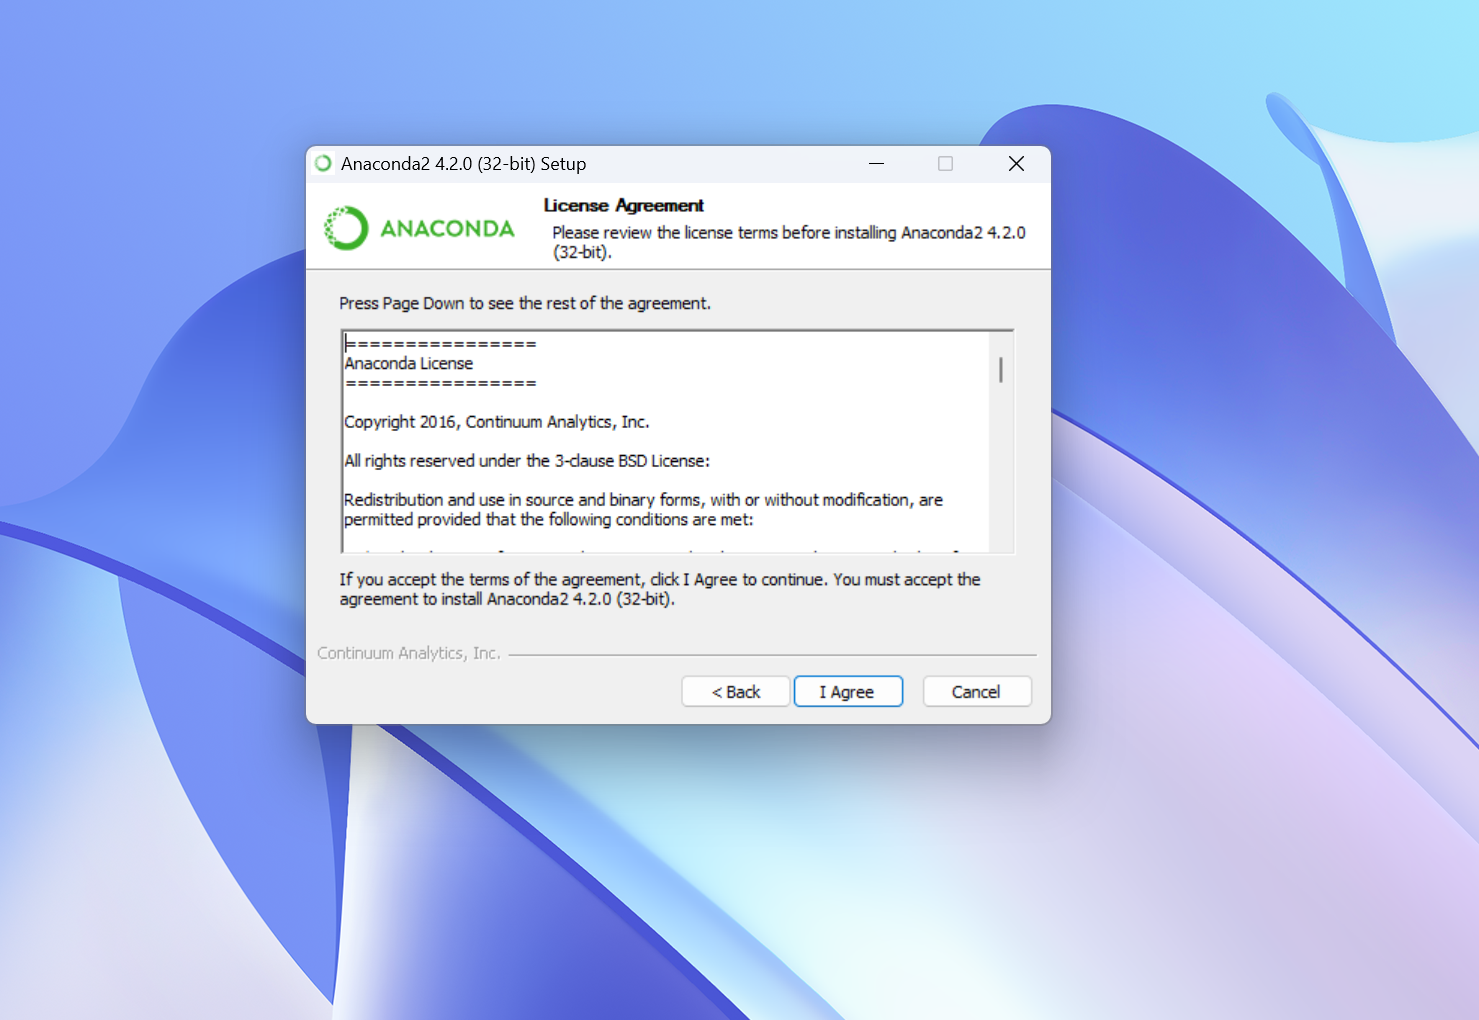 Anaconda2 4.2.0 (32-bit) Setup
ANACONDA
License Agreement
Please review the license terms before installing Anaconda2 4.2.0
(32-bit).
Press Page Down to see the rest of the agreement.
================
Anaconda License
================
Copyright 2016, Continuum Analytics, Inc.
All rights reserved under the 3-clause BSD License:
Redistribution and use in source and binary forms, with or without modification, are
permitted provided that the following conditions are met:
If you accept the terms of the agreement, click I Agree to continue. You must accept the
agreement to install Anaconda2 4.2.0 (32-bit).
Continuum Analytics, Inc.
< Back
I Agree
Cancel